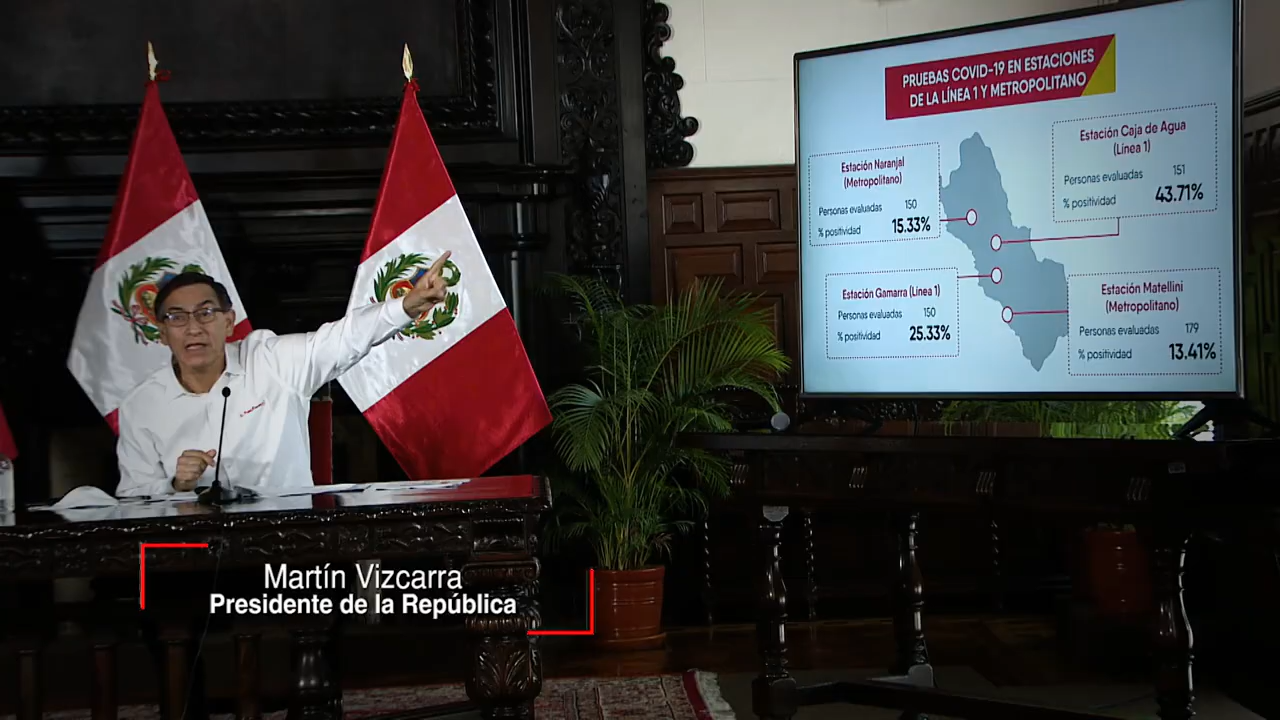 PRUEBAS COVID-19 EN ESTACIONES
DE LA LÍNEA 1 Y METROPOLITANO
Estación Naranjal
(Metropolitano)
Personas evaluadas 150
% positividad 15.33%
Estación Caja de Agua
(Línea 1)
Personas evaluadas 151
% positividad 43.71%
Estación Gamarra (Línea 1)
Personas evaluadas 150
% positividad 25.33%
Estación Matellini
(Metropolitano)
Personas evaluadas 179
% positividad 13.41%
Martín Vizcarra
Presidente de la República